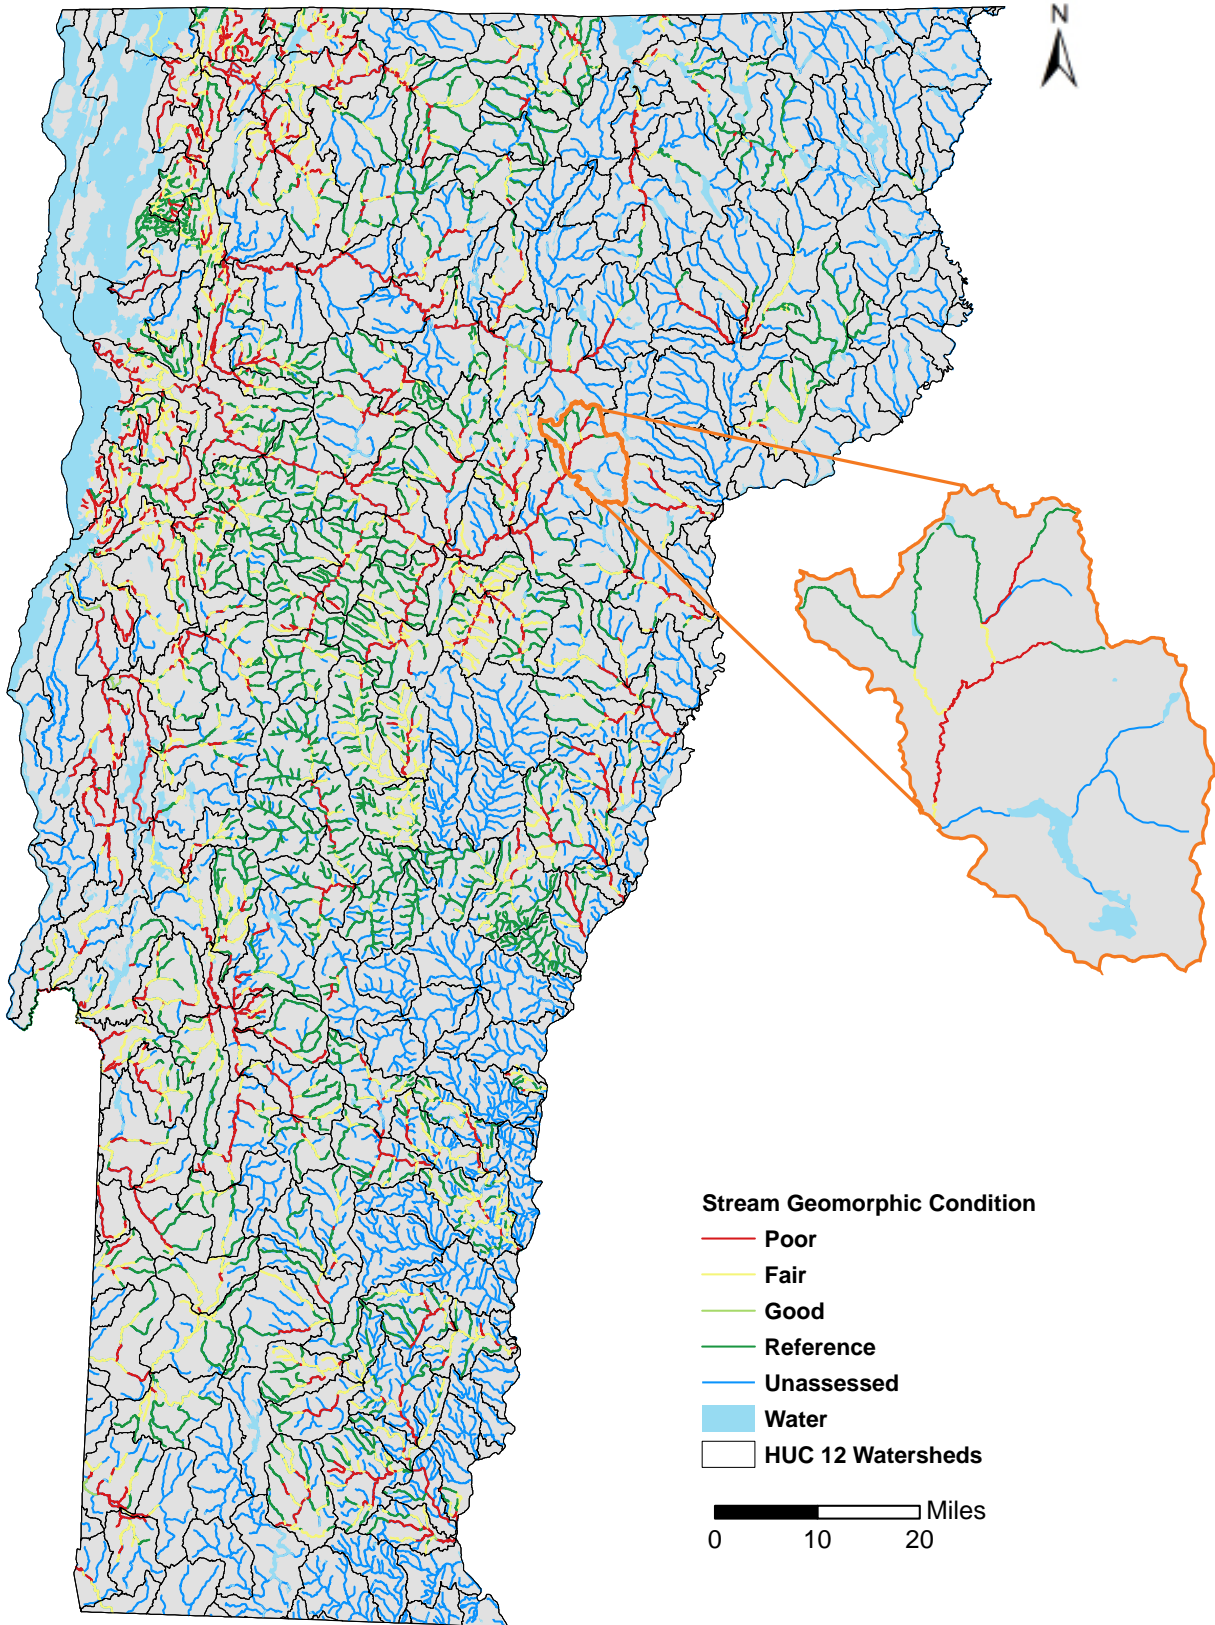 N
Stream Geomorphic Condition
Poor
Fair
Good
Reference
Unassessed
Water
HUC 12 Watersheds
Miles
0 10 20